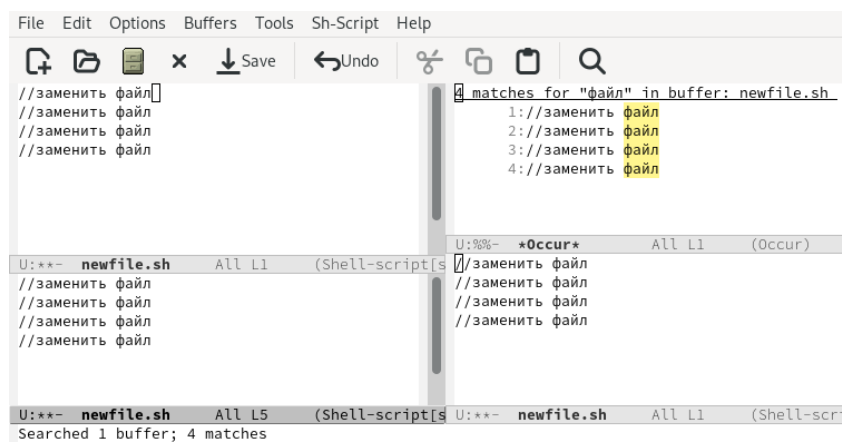 File Edit Options Buffers Tools Sh-Script Help
Save Undo
//заменить файл
//заменить файл
//заменить файл
//заменить файл
U:**- newfile.sh All L1 (Shell-script[s
//заменить файл
//заменить файл
//заменить файл
//заменить файл
U:**- newfile.sh All L5 (Shell-script[s
4 matches for "файл" in buffer: newfile.sh
1://заменить файл
2://заменить файл
3://заменить файл
4://заменить файл
U:%%- *Occur* All L1 (Occur)
//заменить файл
//заменить файл
//заменить файл
//заменить файл
U:**- newfile.sh All L1 (Shell-scr
Searched 1 buffer; 4 matches